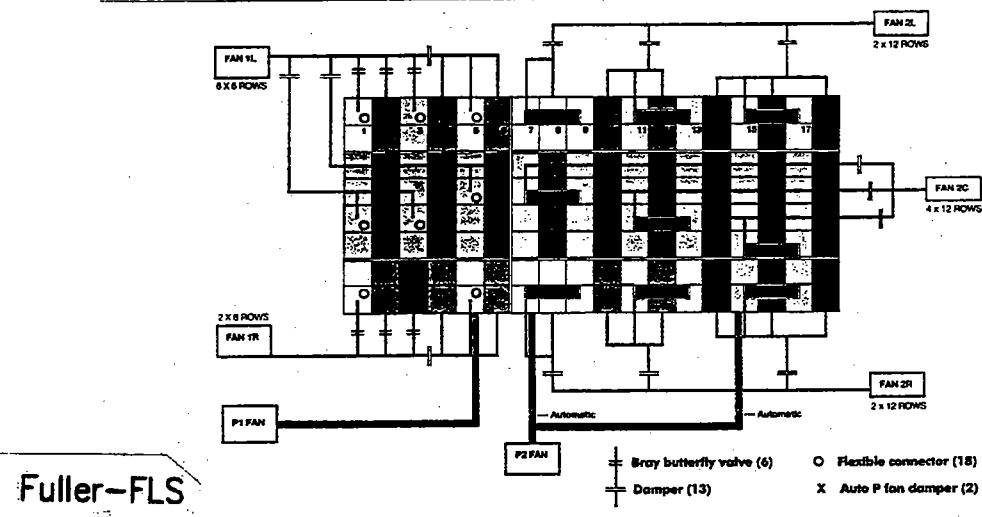 FAN 2L
2 x 12 ROWS
FAN 1L
6 X 6 ROWS
1 3 5 7 8 9 11 13 15 17
FAN 2C
4 x 12 ROWS
2 X 6 ROWS
FAN 1R
FAN 2R
2 x 12 ROWS
P1 FAN
Automatic
Automatic
P2 FAN
Bray butterfly valve (6)
Flexible connector (18)
Damper (13)
X Auto P fan damper (2)
Fuller-FLS